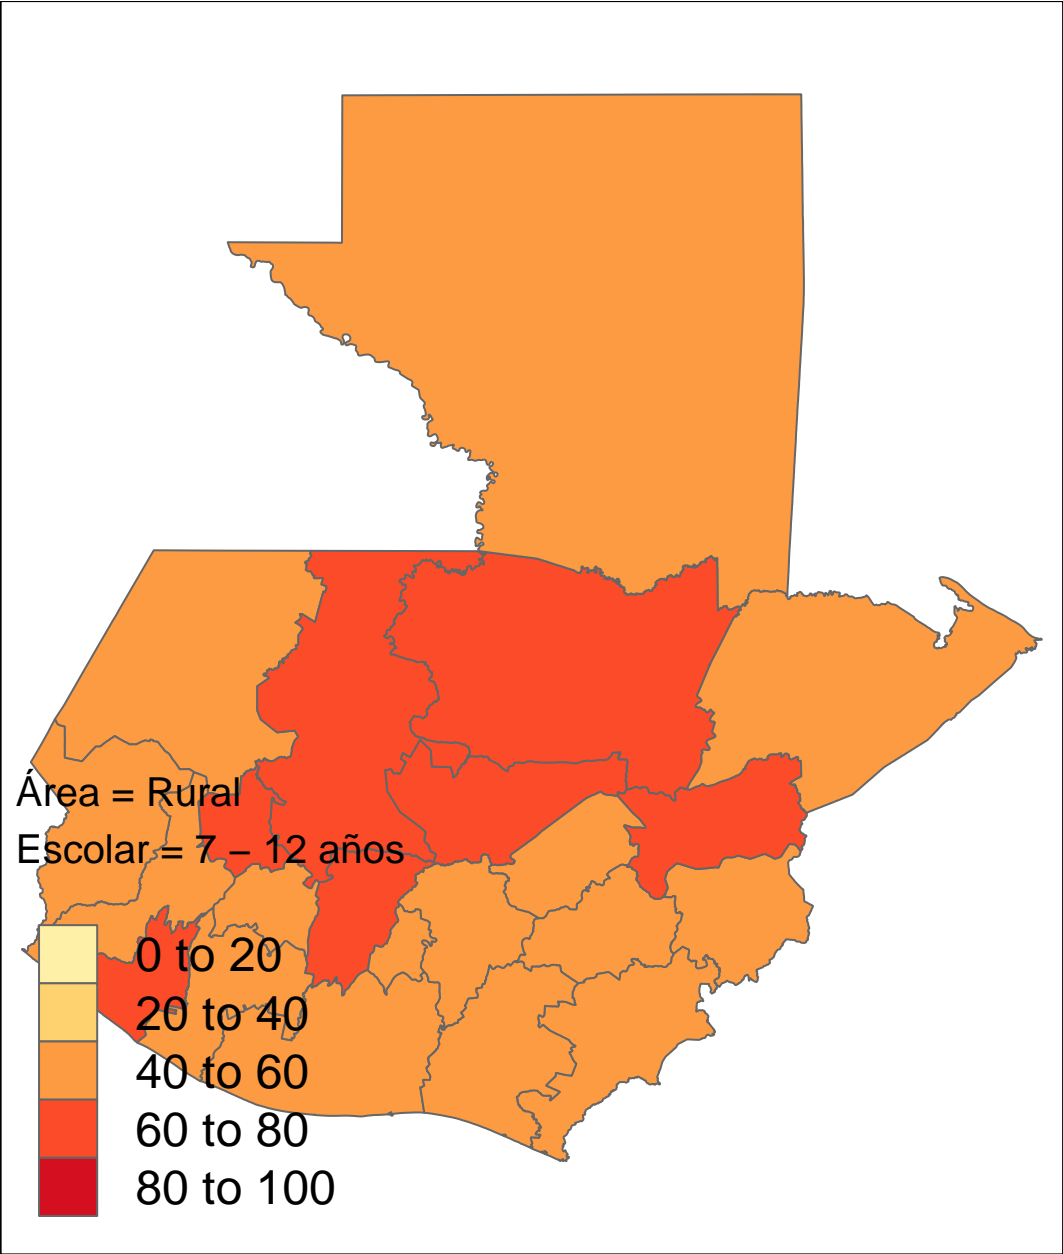 Área = Rural
Escolar = 7 – 12 años
0 to 20
20 to 40
40 to 60
60 to 80
80 to 100